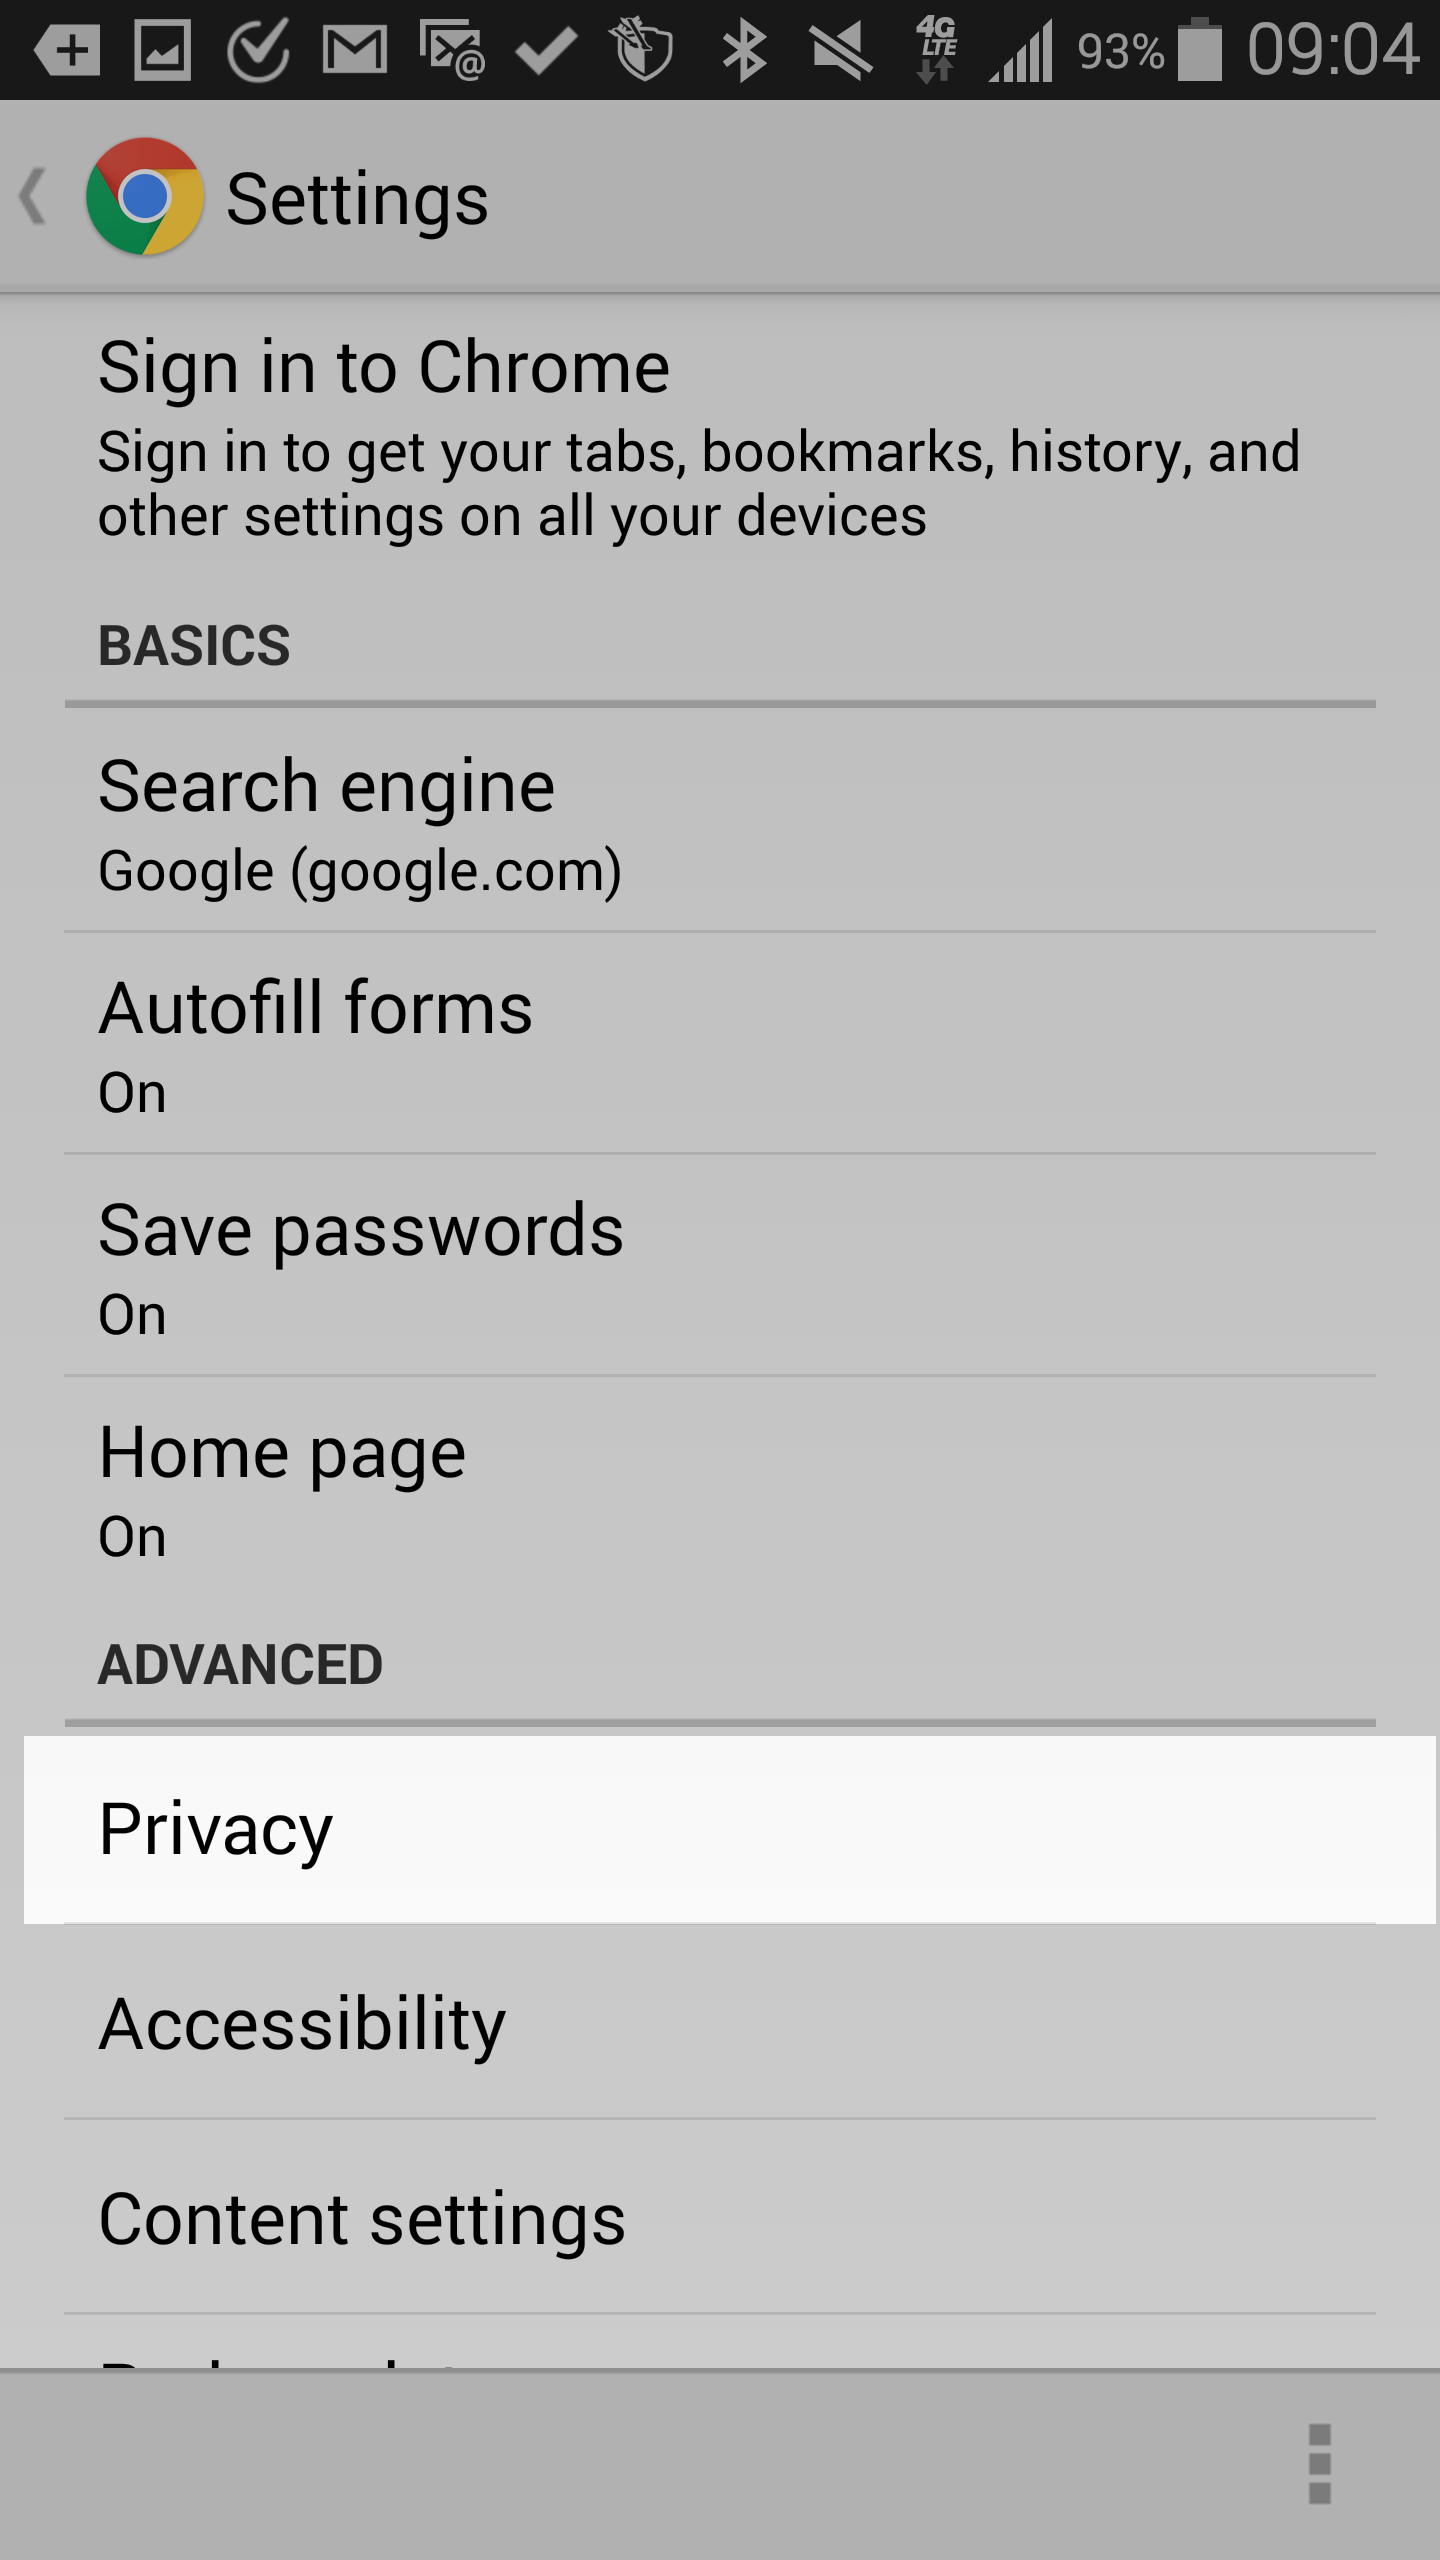 4G
LTE
93%
09:04
Settings
Sign in to Chrome
Sign in to get your tabs, bookmarks, history, and
other settings on all your devices
BASICS
Search engine
Google (google.com)
Autofill forms
On
Save passwords
On
Home page
On
ADVANCED
Privacy
Accessibility
Content settings